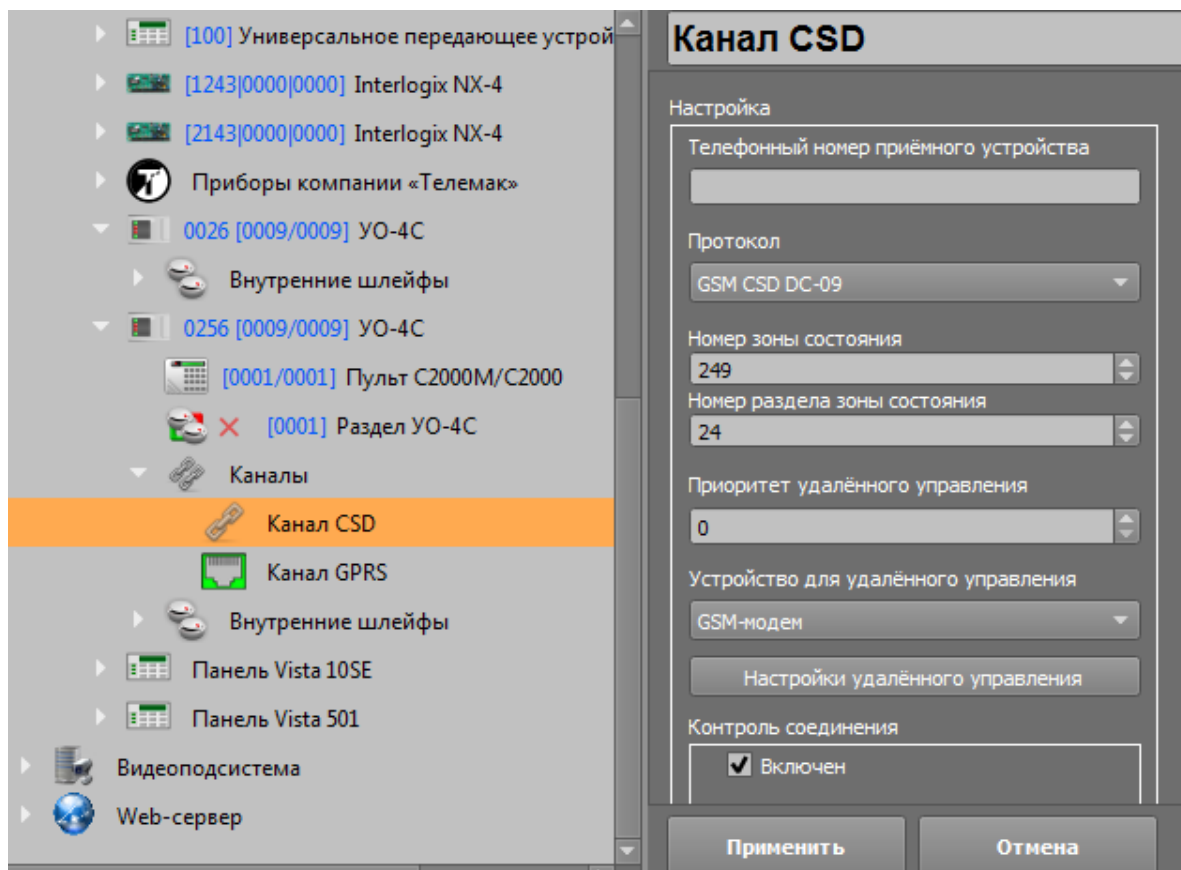 [100] Универсальное передающее устрой
[1243|0000|0000] Interlogix NX-4
[2143|0000|0000] Interlogix NX-4
Приборы компании «Телемак»
0026 [0009/0009] УО-4С
Внутренние шлейфы
0256 [0009/0009] УО-4С
[0001/0001] Пульт С2000М/С2000
[0001] Раздел УО-4С
Каналы
Канал CSD
Канал GPRS
Внутренние шлейфы
Панель Vista 10SE
Панель Vista 501
Видеоподсистема
Web-сервер
Канал CSD
Настройка
Телефонный номер приёмного устройства
Протокол
GSM CSD DC-09
Номер зоны состояния
249
Номер раздела зоны состояния
24
Приоритет удалённого управления
0
Устройство для удалённого управления
GSM-модем
Настройки удалённого управления
Контроль соединения
Включен
Применить
Отмена